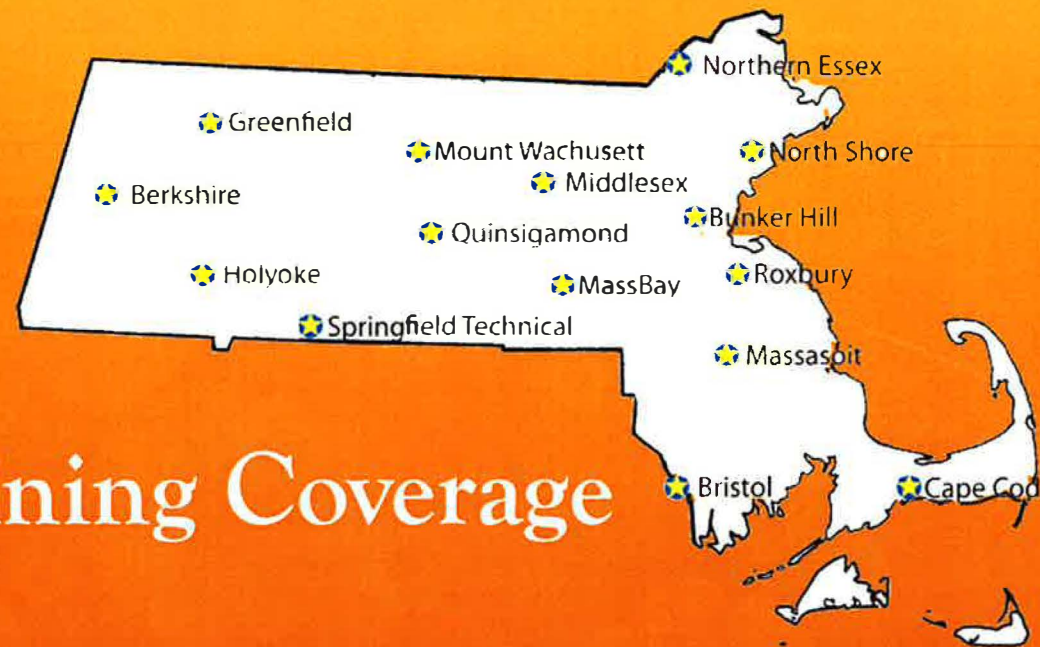 Northern Essex
Greenfield
Mount Wachusett
North Shore
Middlesex
Berkshire
Bunker Hill
Quinsigamond
Holyoke
MassBay
Roxbury
Springfield Technical
Massasoit
ning Coverage
Bristol
Cape Cod